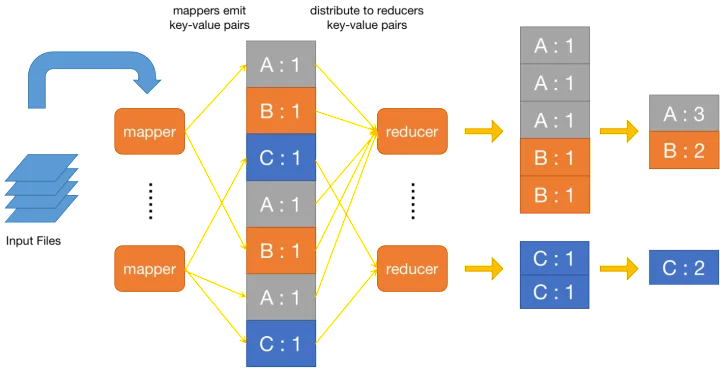 mappers emit
key-value pairs
distribute to reducers
key-value pairs
Input Files
mapper
mapper
A : 1
B : 1
C : 1
A : 1
B : 1
A : 1
C : 1
reducer
reducer
A : 1
A : 1
A : 1
B : 1
B : 1
C : 1
C : 1
A : 3
B : 2
C : 2